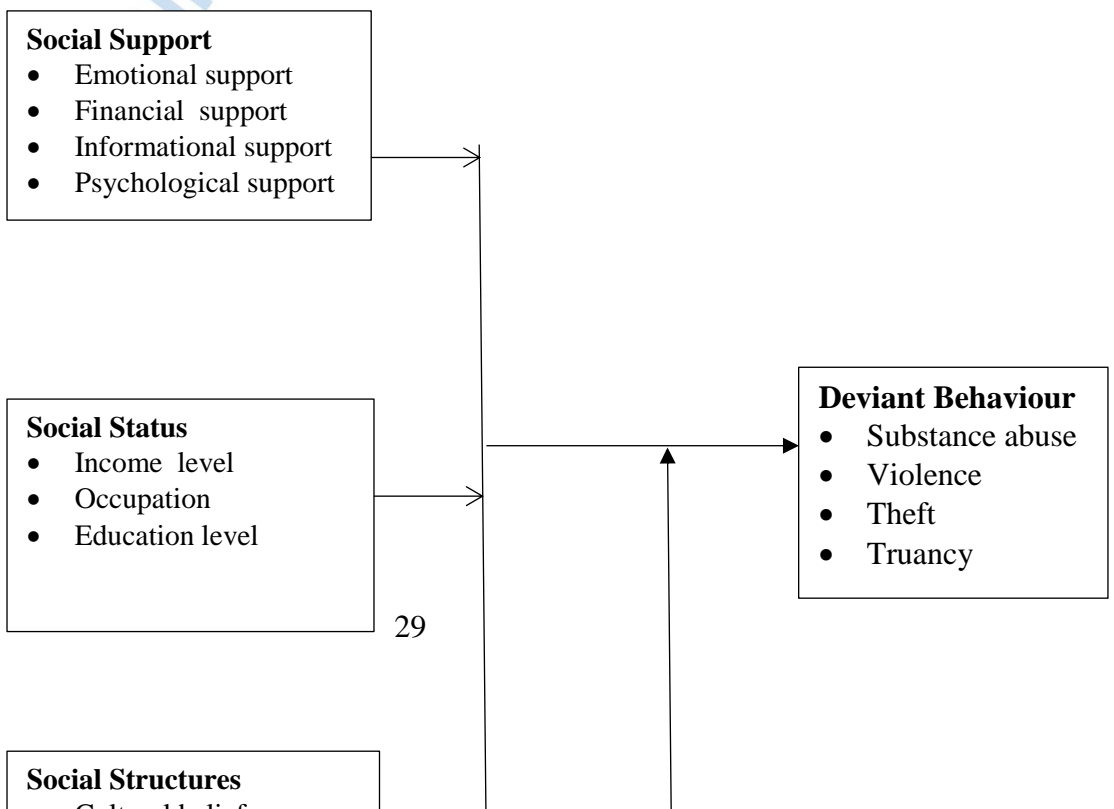 Social Support
• Emotional support
• Financial support
• Informational support
• Psychological support
Social Status
• Income level
• Occupation
• Education level
Deviant Behaviour
• Substance abuse
• Violence
• Theft
• Truancy
29
Social Structures